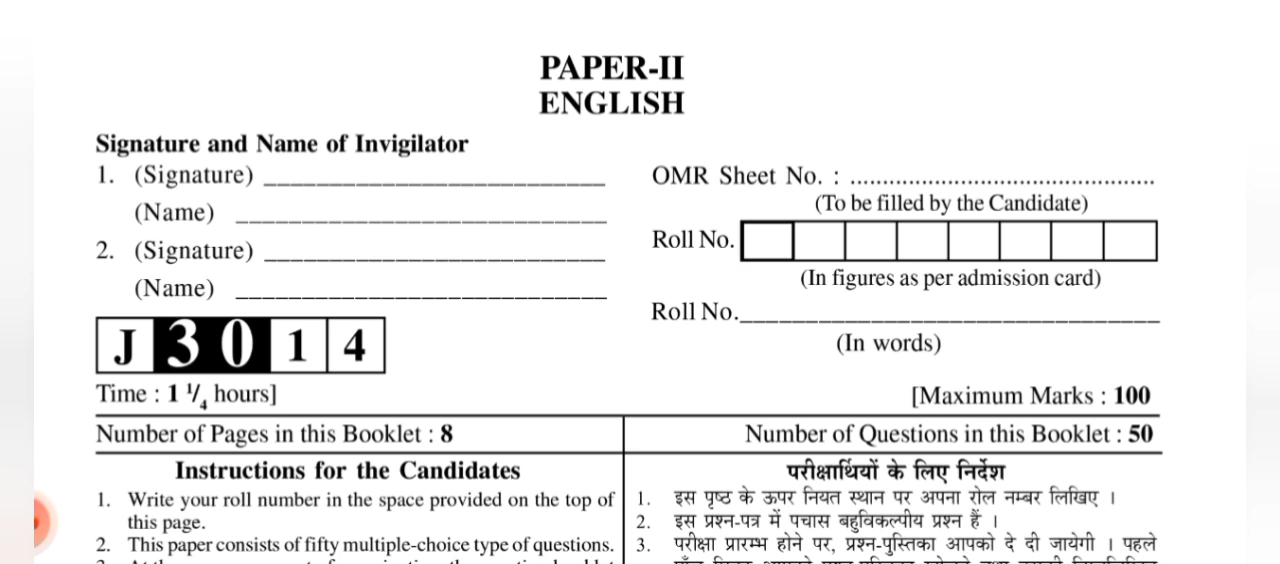 PAPER-II
ENGLISH
Signature and Name of Invigilator
1. (Signature) __________________________
(Name) ____________________________
2. (Signature) __________________________
(Name) ____________________________
OMR Sheet No. : ...............................................
(To be filled by the Candidate)
Roll No.
(In figures as per admission card)
Roll No.________________________________
(In words)
J 3 0 1 4
Time : 1 1/4 hours]
[Maximum Marks : 100
Number of Pages in this Booklet : 8
Number of Questions in this Booklet : 50
Instructions for the Candidates
1. Write your roll number in the space provided on the top of
this page.
2. This paper consists of fifty multiple-choice type of questions.
परीक्षार्थियों के लिए निर्देश
1. इस पृष्ठ के ऊपर नियत स्थान पर अपना रोल नम्बर लिखिए ।
2. इस प्रश्न-पत्र में पचास बहुविकल्पीय प्रश्न हैं ।
3. परीक्षा प्रारम्भ होने पर, प्रश्न-पुस्तिका आपको दे दी जायेगी । पहले